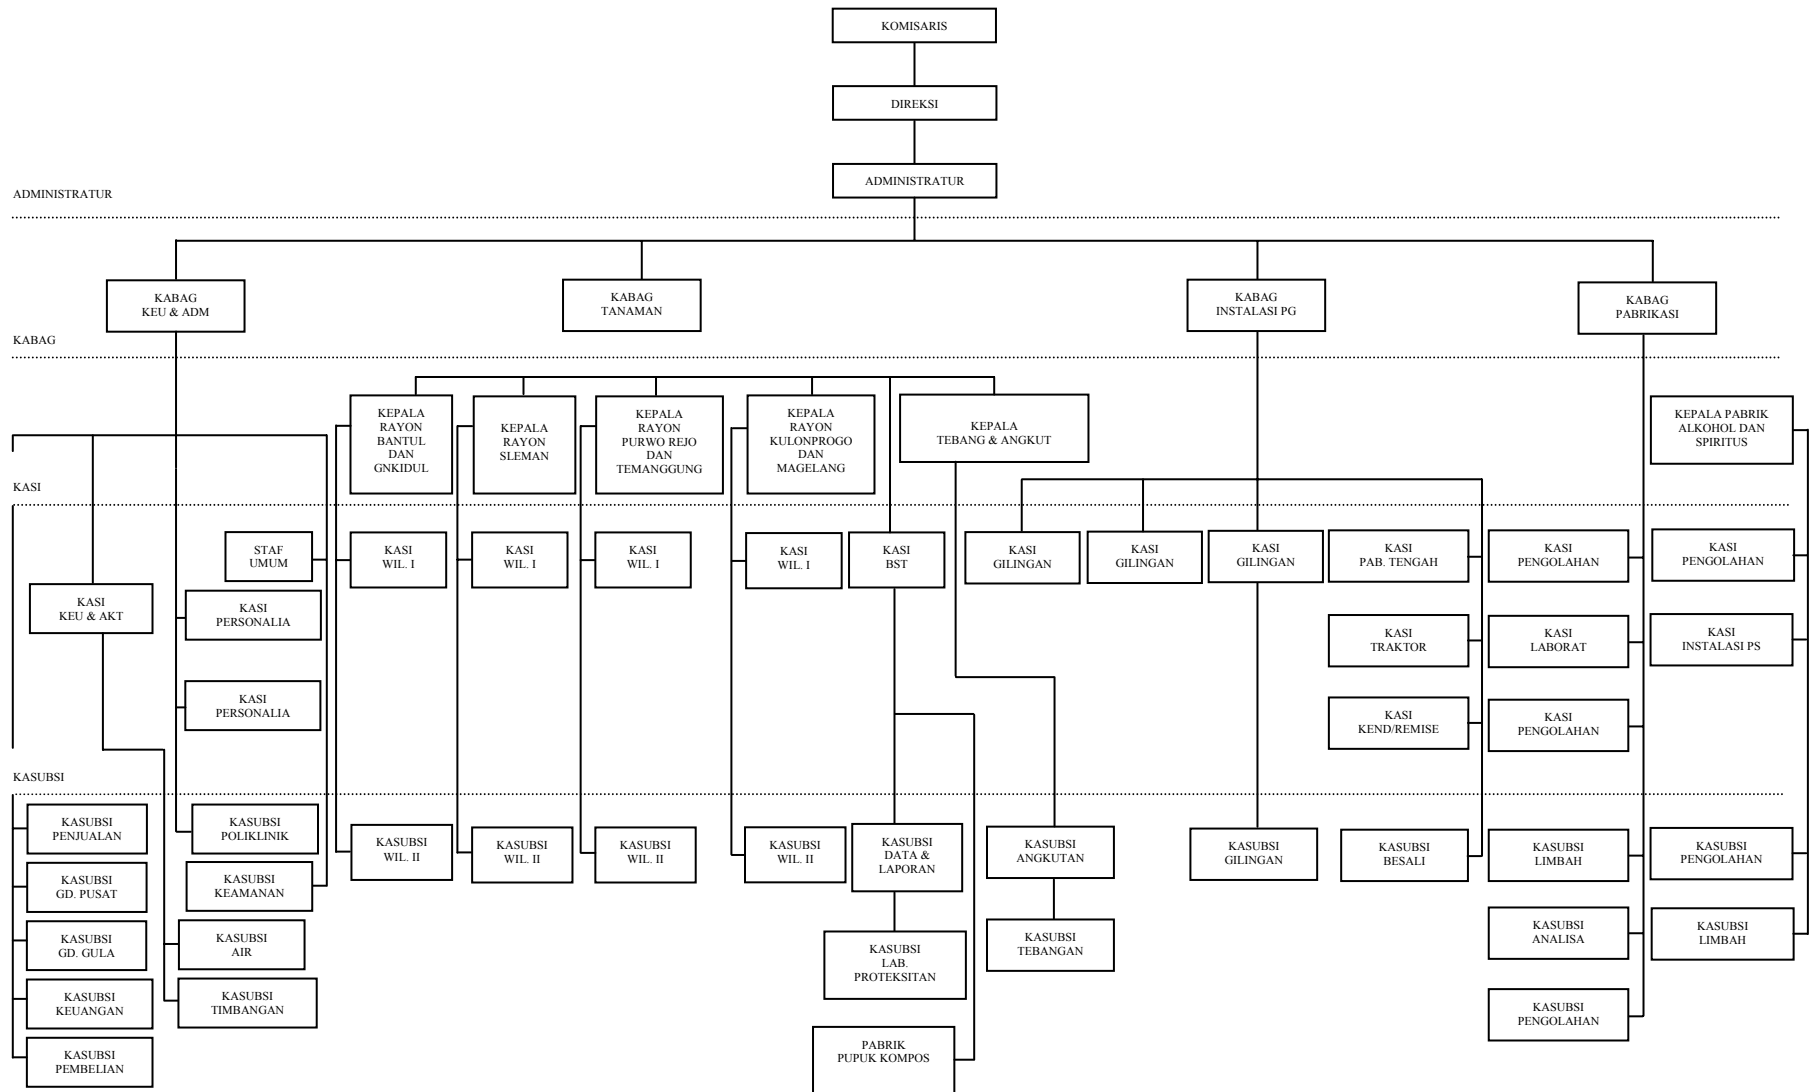 KOMISARIS
DIREKSI
ADMINISTRATUR
ADMINISTRATUR
KABAG
KEU & ADM
KABAG
TANAMAN
KABAG
INSTALASI PG
KABAG
PABRIKASI
KABAG
KEPALA
RAYON
BANTUL
DAN
GNKIDUL
KEPALA
RAYON
SLEMAN
KEPALA
RAYON
PURWO REJO
DAN
TEMANGGUNG
KEPALA
RAYON
KULONPROGO
DAN
MAGELANG
KEPALA
TEBANG & ANGKUT
KEPALA PABRIK
ALKOHOL DAN
SPIRITUS
KASI
STAF
UMUM
KASI
WIL. I
KASI
WIL. I
KASI
WIL. I
KASI
WIL. I
KASI
BST
KASI
GILINGAN
KASI
GILINGAN
KASI
GILINGAN
KASI
PAB. TENGAH
KASI
PENGOLAHAN
KASI
PENGOLAHAN
KASI
KEU & AKT
KASI
PERSONALIA
KASI
TRAKTOR
KASI
LABORAT
KASI
INSTALASI PS
KASI
PERSONALIA
KASI
KEND/REMISE
KASI
PENGOLAHAN
KASUBSI
KASUBSI
PENJUALAN
KASUBSI
POLIKLINIK
KASUBSI
WIL. II
KASUBSI
WIL. II
KASUBSI
WIL. II
KASUBSI
WIL. II
KASUBSI
DATA &
LAPORAN
KASUBSI
ANGKUTAN
KASUBSI
GILINGAN
KASUBSI
BESALI
KASUBSI
LIMBAH
KASUBSI
PENGOLAHAN
KASUBSI
GD. PUSAT
KASUBSI
KEAMANAN
KASUBSI
GD. GULA
KASUBSI
AIR
KASUBSI
LAB.
PROTEKSITAN
KASUBSI
TEBANGAN
KASUBSI
ANALISA
KASUBSI
LIMBAH
KASUBSI
KEUANGAN
KASUBSI
TIMBANGAN
KASUBSI
PENGOLAHAN
KASUBSI
PEMBELIAN
PABRIK
PUPUK KOMPOS